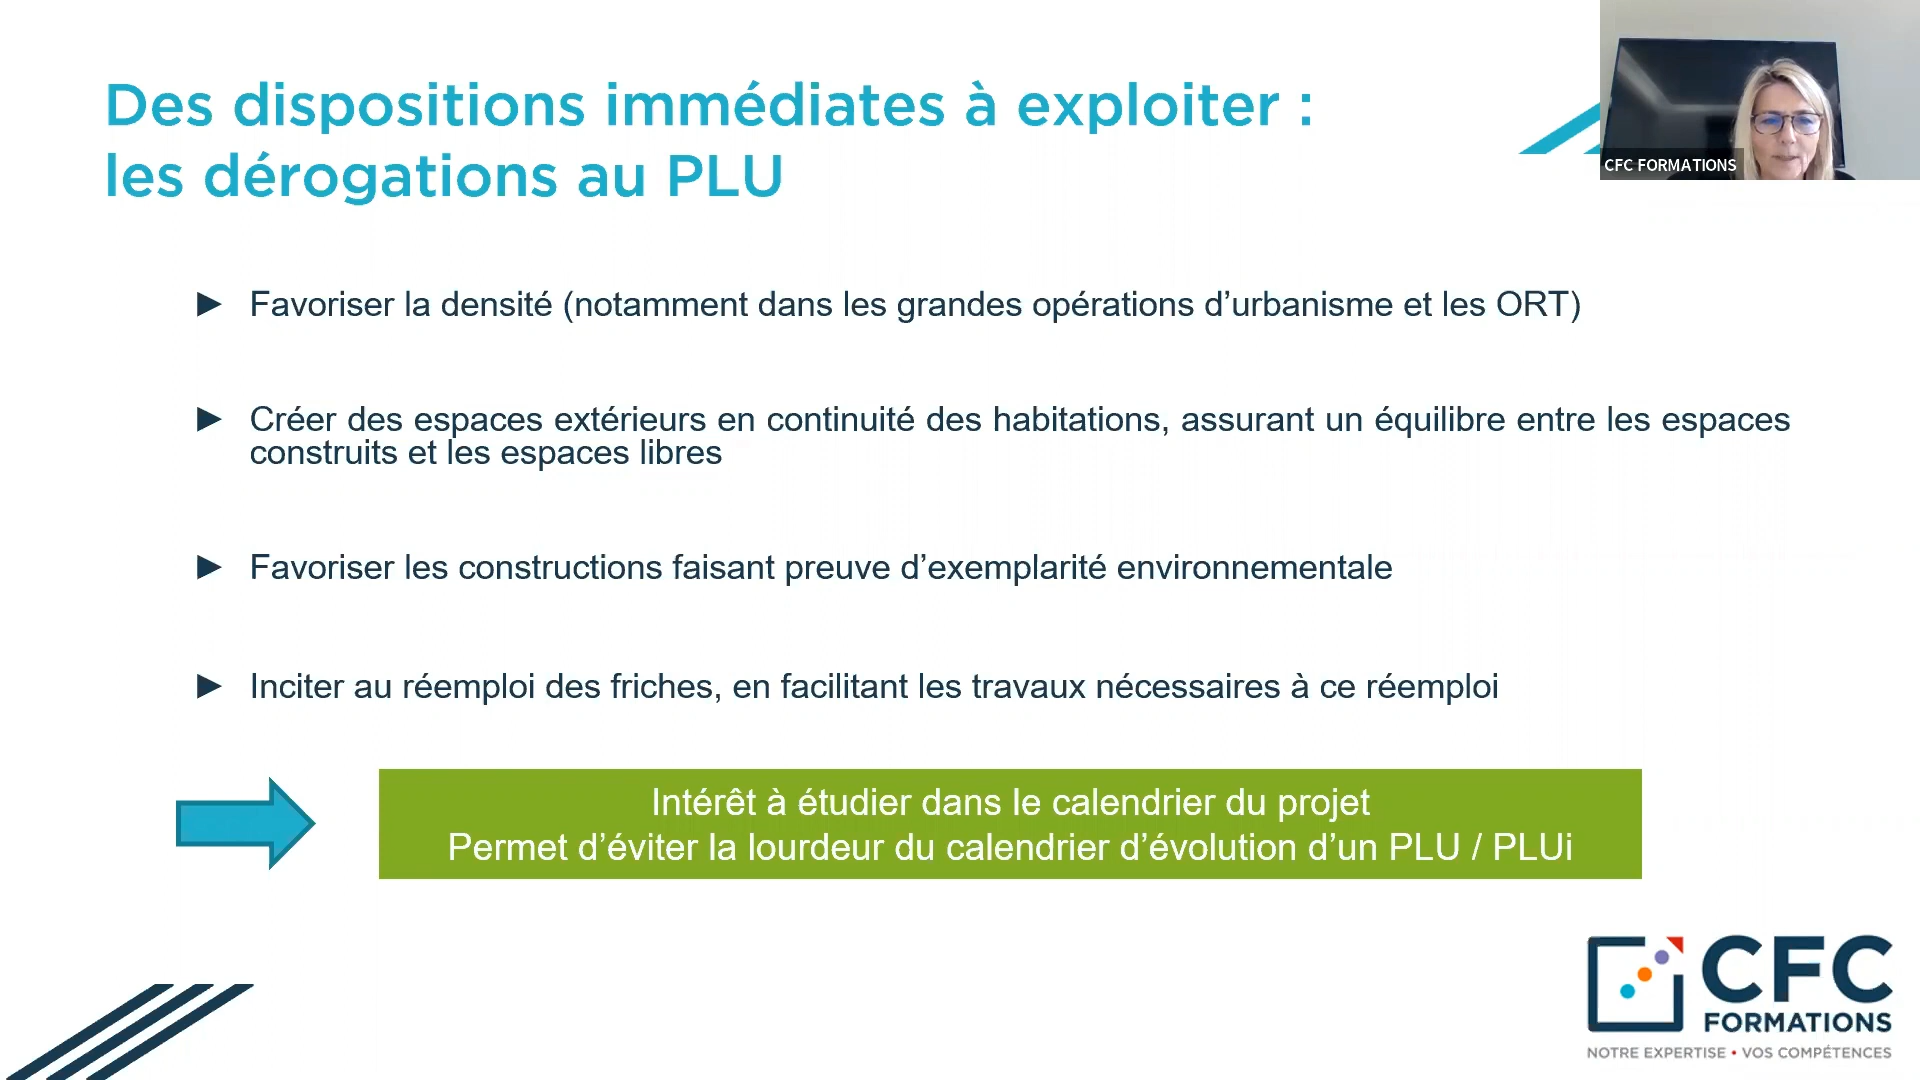 Des dispositions immédiates à exploiter :
les dérogations au PLU
CFC FORMATIONS
► Favoriser la densité (notamment dans les grandes opérations d’urbanisme et les ORT)
► Créer des espaces extérieurs en continuité des habitations, assurant un équilibre entre les espaces
construits et les espaces libres
► Favoriser les constructions faisant preuve d’exemplarité environnementale
► Inciter au réemploi des friches, en facilitant les travaux nécessaires à ce réemploi
Intérêt à étudier dans le calendrier du projet
Permet d’éviter la lourdeur du calendrier d’évolution d’un PLU / PLUi
CFC
FORMATIONS
NOTRE EXPERTISE • VOS COMPÉTENCES